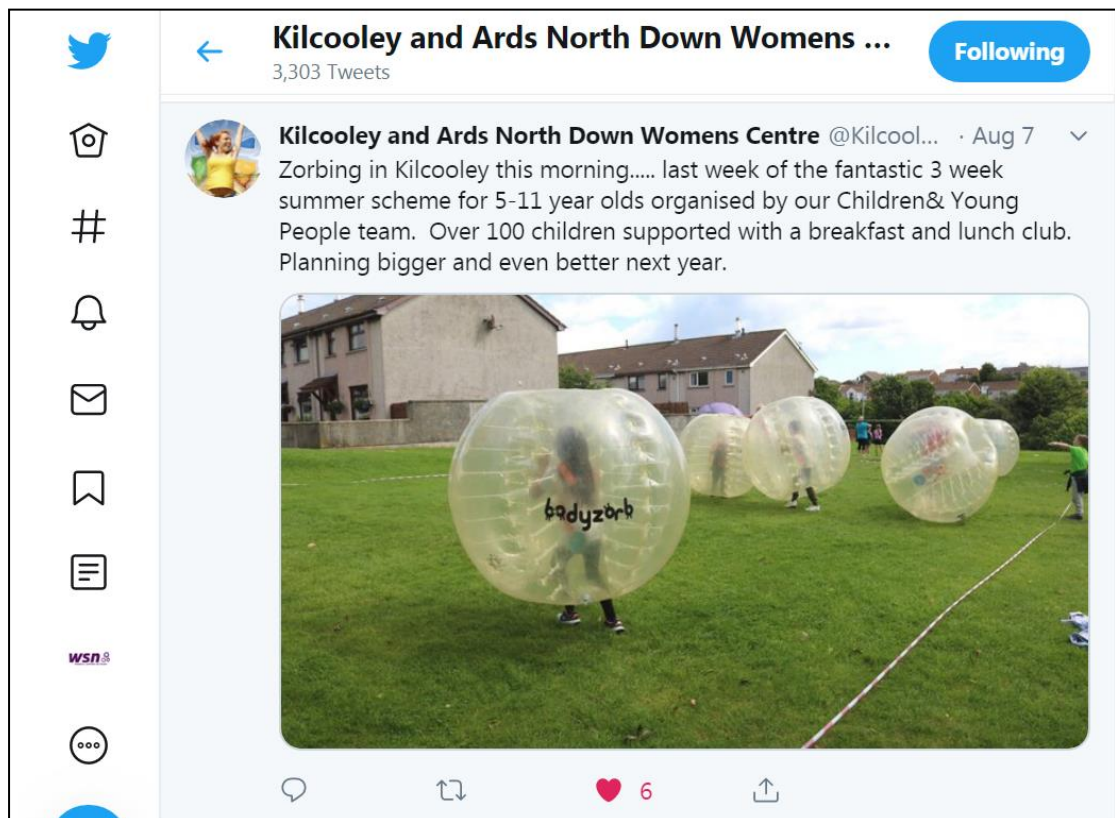 Kilcooley and Ards North Down Womens ...
Following
3,303 Tweets
Kilcooley and Ards North Down Womens Centre @Kilcool... · Aug 7
Zorbing in Kilcooley this morning..... last week of the fantastic 3 week
summer scheme for 5-11 year olds organised by our Children& Young
People team.  Over 100 children supported with a breakfast and lunch club.
Planning bigger and even better next year.
bodyzorb
wsn
6